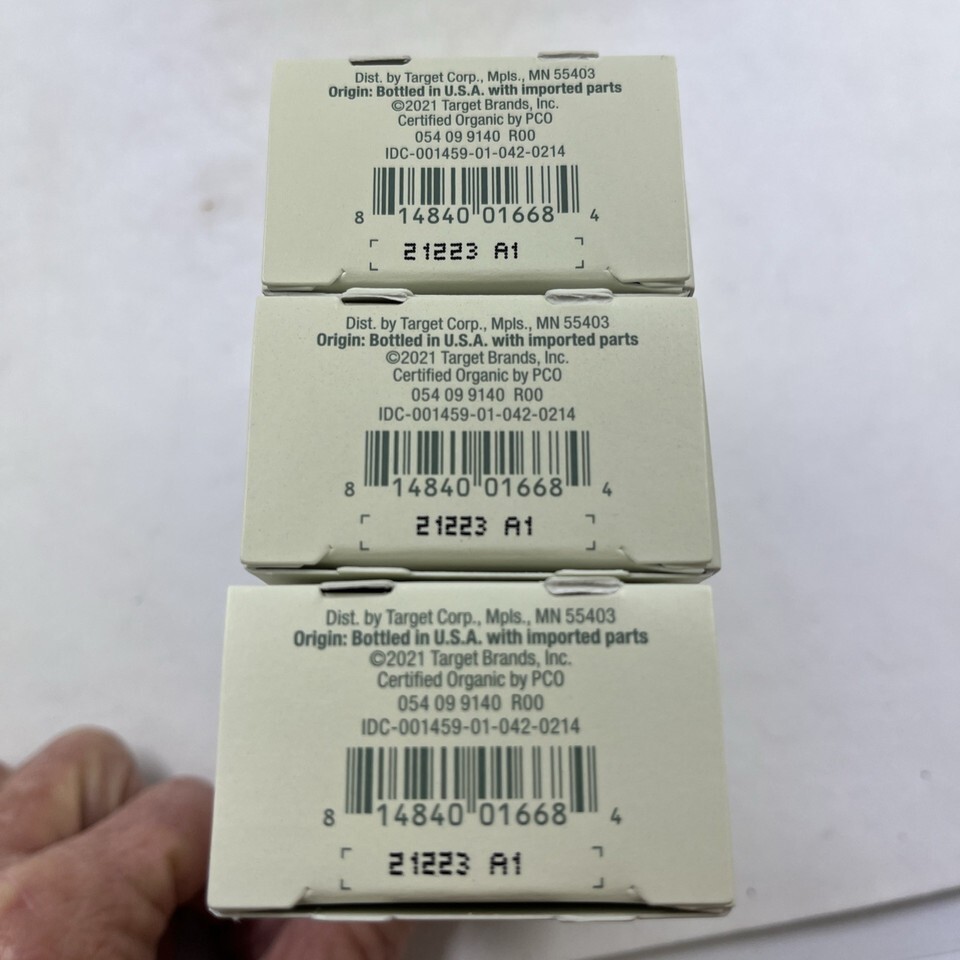 Dist. by Target Corp., Mpls., MN 55403
Origin: Bottled in U.S.A. with imported parts
©2021 Target Brands, Inc.
Certified Organic by PCO
054 09 9140 R00
IDC-001459-01-042-0214
8 14840 01668 4
21223 A1
Dist. by Target Corp., Mpls., MN 55403
Origin: Bottled in U.S.A. with imported parts
©2021 Target Brands, Inc.
Certified Organic by PCO
054 09 9140 R00
IDC-001459-01-042-0214
8 14840 01668 4
21223 A1
Dist. by Target Corp., Mpls., MN 55403
Origin: Bottled in U.S.A. with imported parts
©2021 Target Brands, Inc.
Certified Organic by PCO
054 09 9140 R00
IDC-001459-01-042-0214
8 14840 01668 4
21223 A1